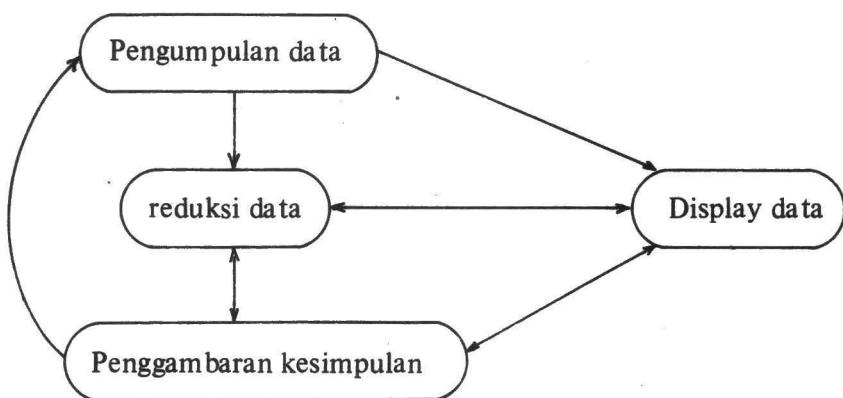 Pengumpulan data
reduksi data
Display data
Penggambaran kesimpulan